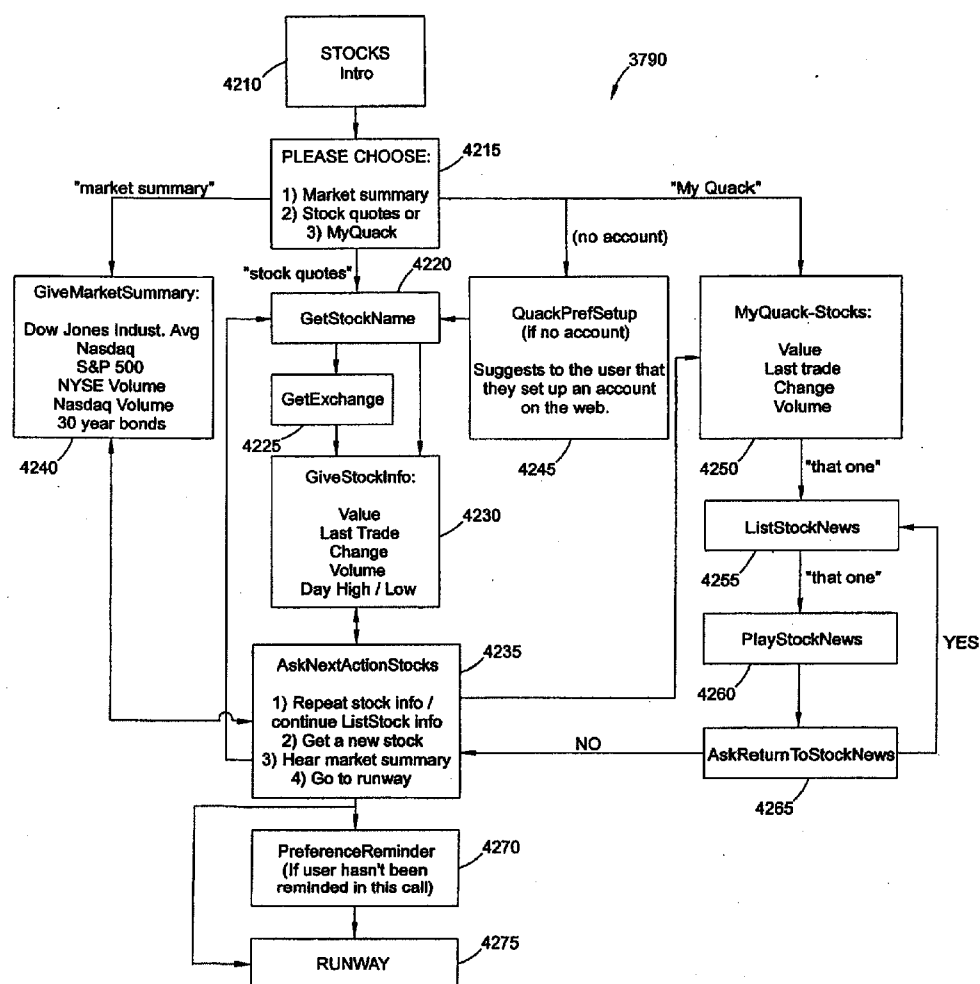 STOCKS
Intro
4210
3790
PLEASE CHOOSE:
1) Market summary
2) Stock quotes or
3) MyQuack
4215
"market summary"
"My Quack"
(no account)
"stock quotes"
4220
GiveMarketSummary:
Dow Jones Indust. Avg
Nasdaq
S&P 500
NYSE Volume
Nasdaq Volume
30 year bonds
4240
GetStockName
GetExchange
4225
QuackPrefSetup
(if no account)
Suggests to the user that
they set up an account
on the web.
4245
MyQuack-Stocks:
Value
Last trade
Change
Volume
4250
"that one"
GiveStockInfo:
Value
Last Trade
Change
Volume
Day High / Low
4230
ListStockNews
4255
"that one"
PlayStockNews
4260
YES
AskNextActionStocks
1) Repeat stock info /
continue ListStock info
2) Get a new stock
3) Hear market summary
4) Go to runway
4235
NO
AskReturnToStockNews
4265
PreferenceReminder
(If user hasn't been
reminded in this call)
4270
RUNWAY
4275